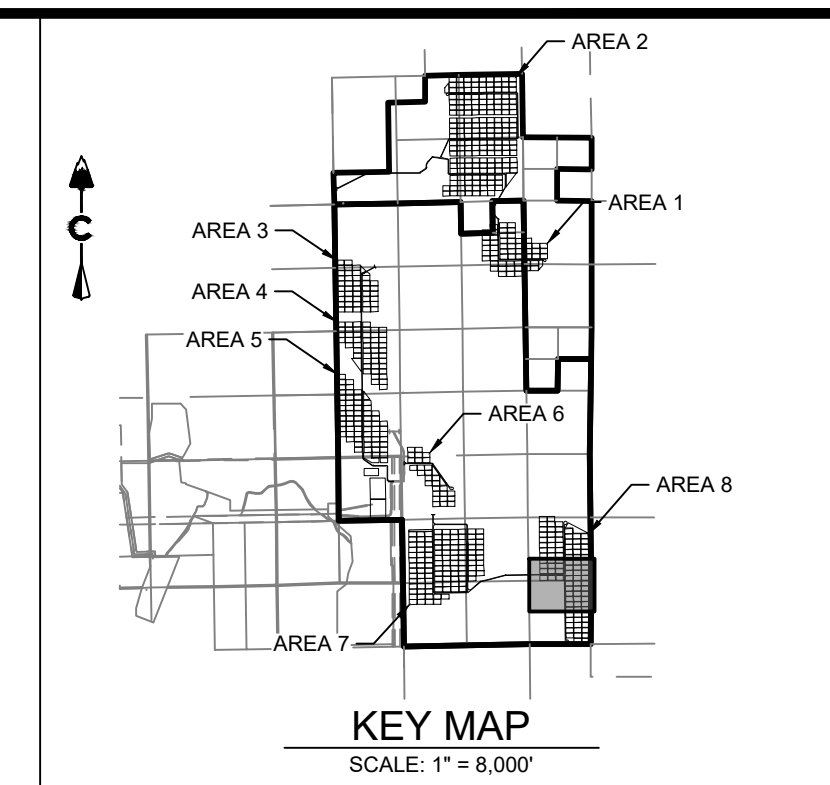 AREA 2
AREA 1
AREA 3
AREA 4
AREA 5
AREA 6
AREA 8
AREA 7
C
KEY MAP
SCALE: 1" = 8,000'